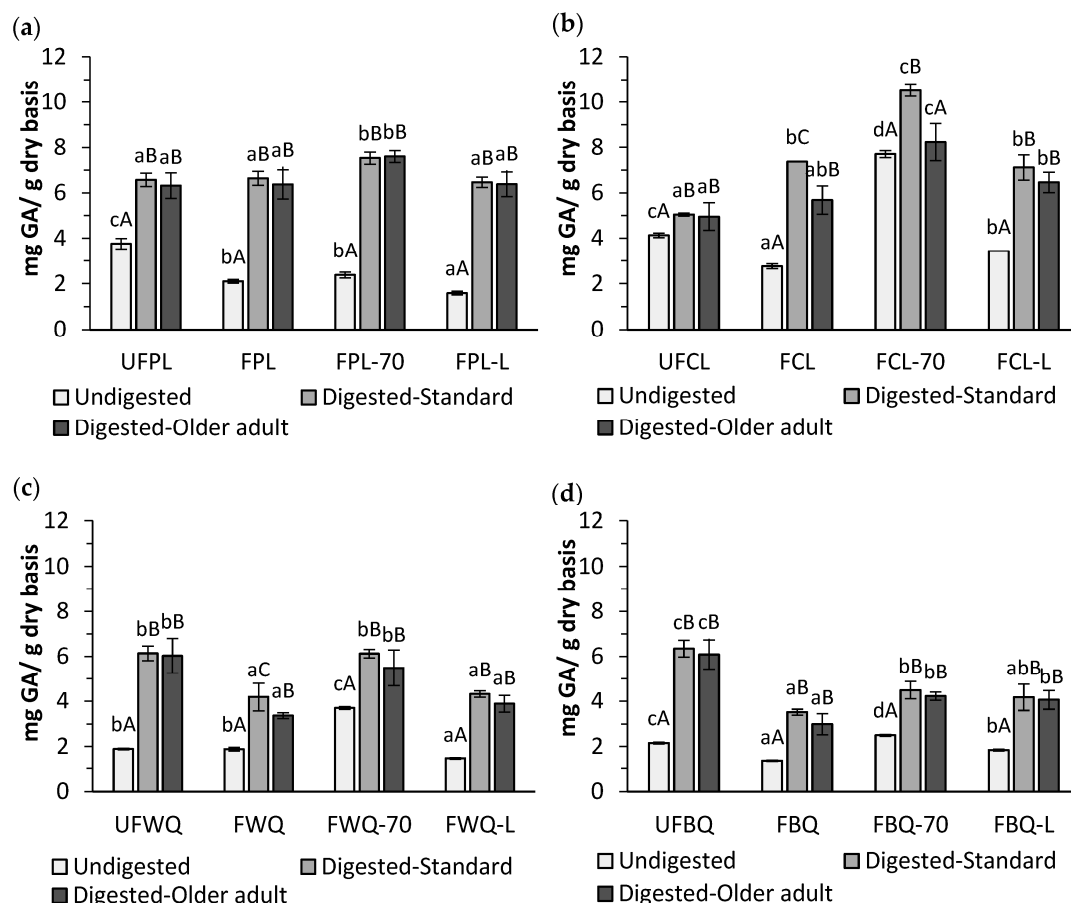 (a)
mg GA/ g dry basis
12
10
8
6
4
2
0
cA aB aB bA aB aB bA bB bB aA aB aB
UFPL FPL FPL-70 FPL-L
Undigested Digested-Standard
Digested-Older adult
(b)
mg GA/ g dry basis
12
10
8
6
4
2
0
cA aB aB aA bC abB dA cB cA bA bB bB
UFCL FCL FCL-70 FCL-L
Undigested Digested-Standard
Digested-Older adult
(c)
mg GA/ g dry basis
12
10
8
6
4
2
0
bA bB bB bA aC aB cA bB bB aA aB aB
UFWQ FWQ FWQ-70 FWQ-L
Undigested Digested-Standard
Digested-Older adult
(d)
mg GA/ g dry basis
12
10
8
6
4
2
0
cA cB cB aA aB aB dA bB bB bA abB bB
UFBQ FBQ FBQ-70 FBQ-L
Undigested Digested-Standard
Digested-Older adult